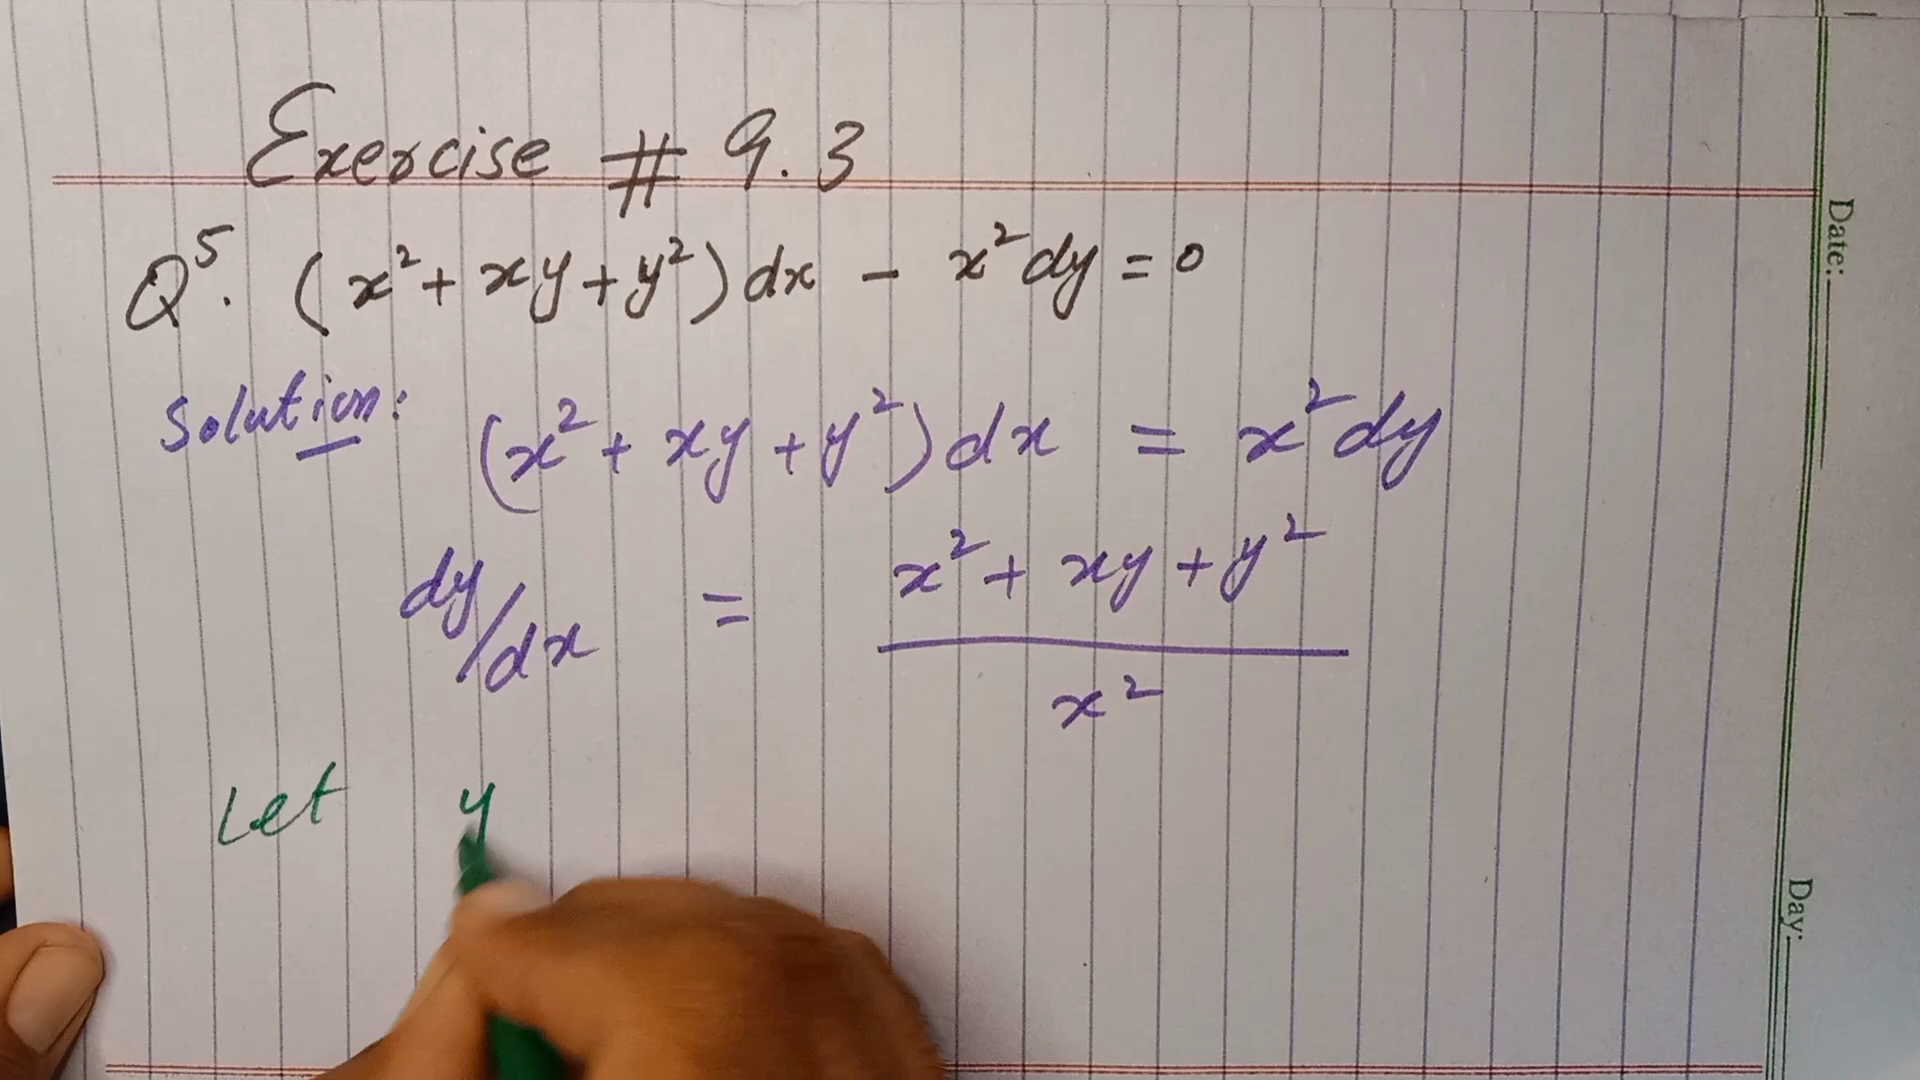 Exercise # 9.3
Q5. (x² + xy + y²) dx - x² dy = 0
Solution: (x² + xy + y²) dx = x² dy
dy/dx = x² + xy + y² / x²
Let y
Date:
Day: